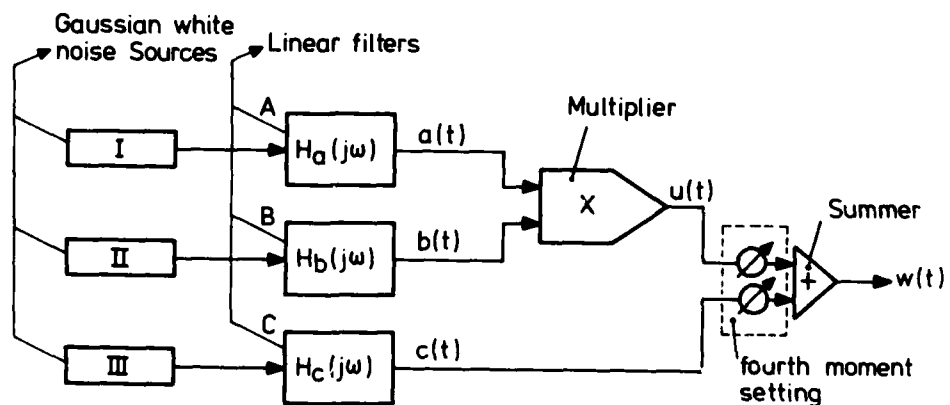 Gaussian white
noise Sources
Linear filters
A
I
Ha(jω)
a(t)
Multiplier
X
u(t)
Summer
B
II
Hb(jω)
b(t)
+
w(t)
C
III
Hc(jω)
c(t)
fourth moment
setting